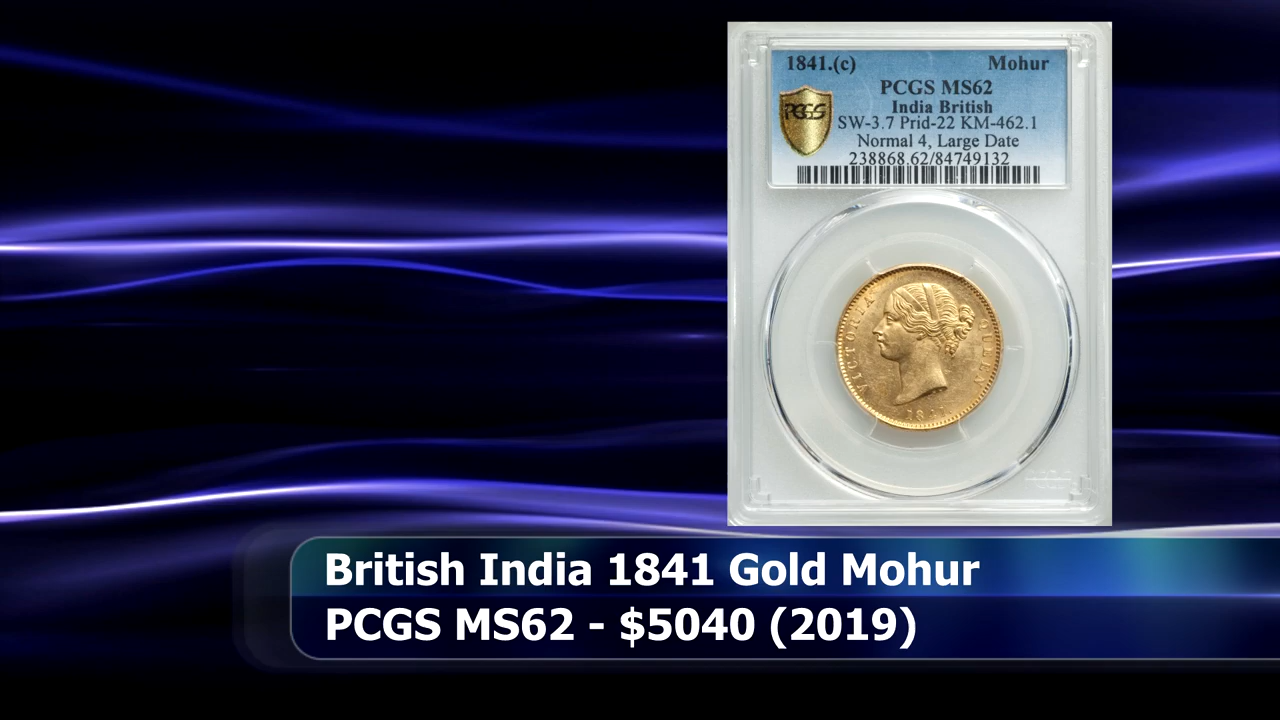 1841.(c) Mohur
PCGS MS62
India British
PCGS
SW-3.7 Prid-22 KM-462.1
Normal 4, Large Date
238868.62/84749132
VICTORIA QUEEN
British India 1841 Gold Mohur
PCGS MS62 - $5040 (2019)